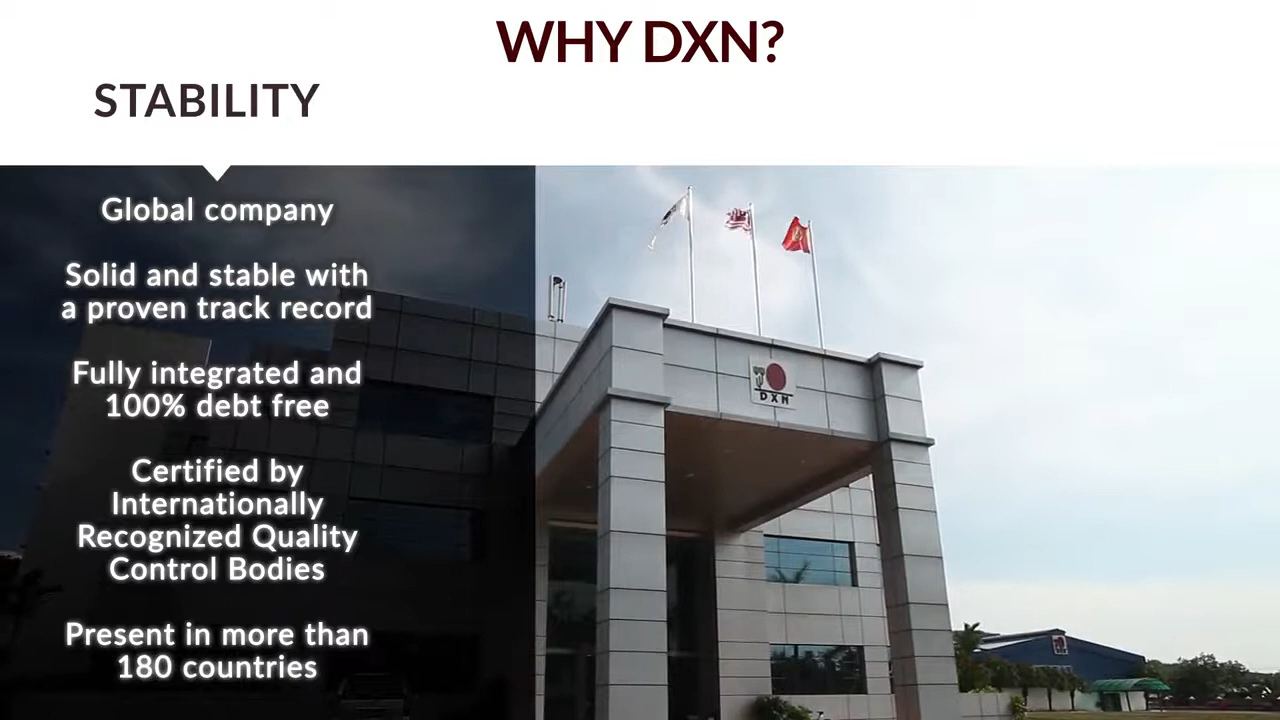 WHY DXN?
STABILITY
Global company
Solid and stable with
a proven track record
Fully integrated and
100% debt free
Certified by
Internationally
Recognized Quality
Control Bodies
Present in more than
180 countries
DXN